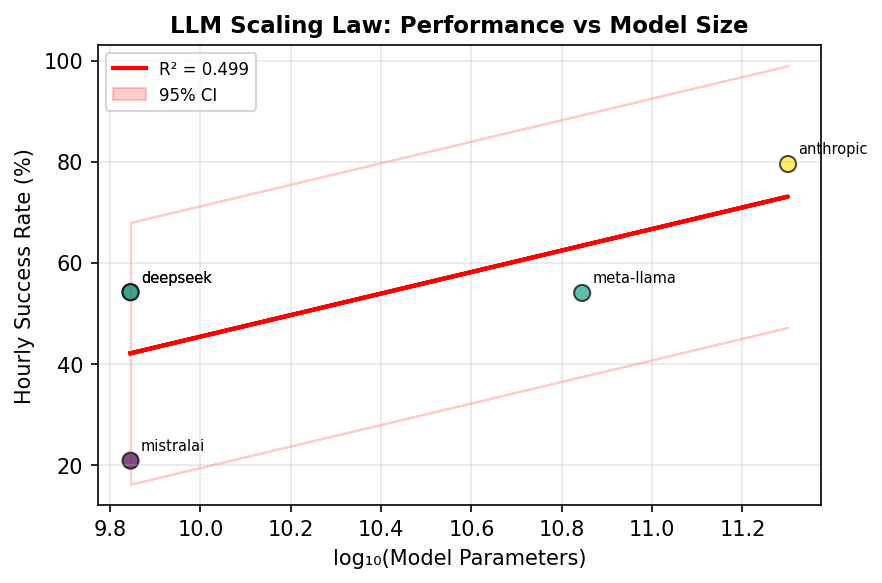 LLM Scaling Law: Performance vs Model Size
R² = 0.499
95% CI
100
80
60
40
20
Hourly Success Rate (%)
anthropic
deepseek
meta-llama
mistralai
9.8
10.0
10.2
10.4
10.6
10.8
11.0
11.2
log₁₀(Model Parameters)